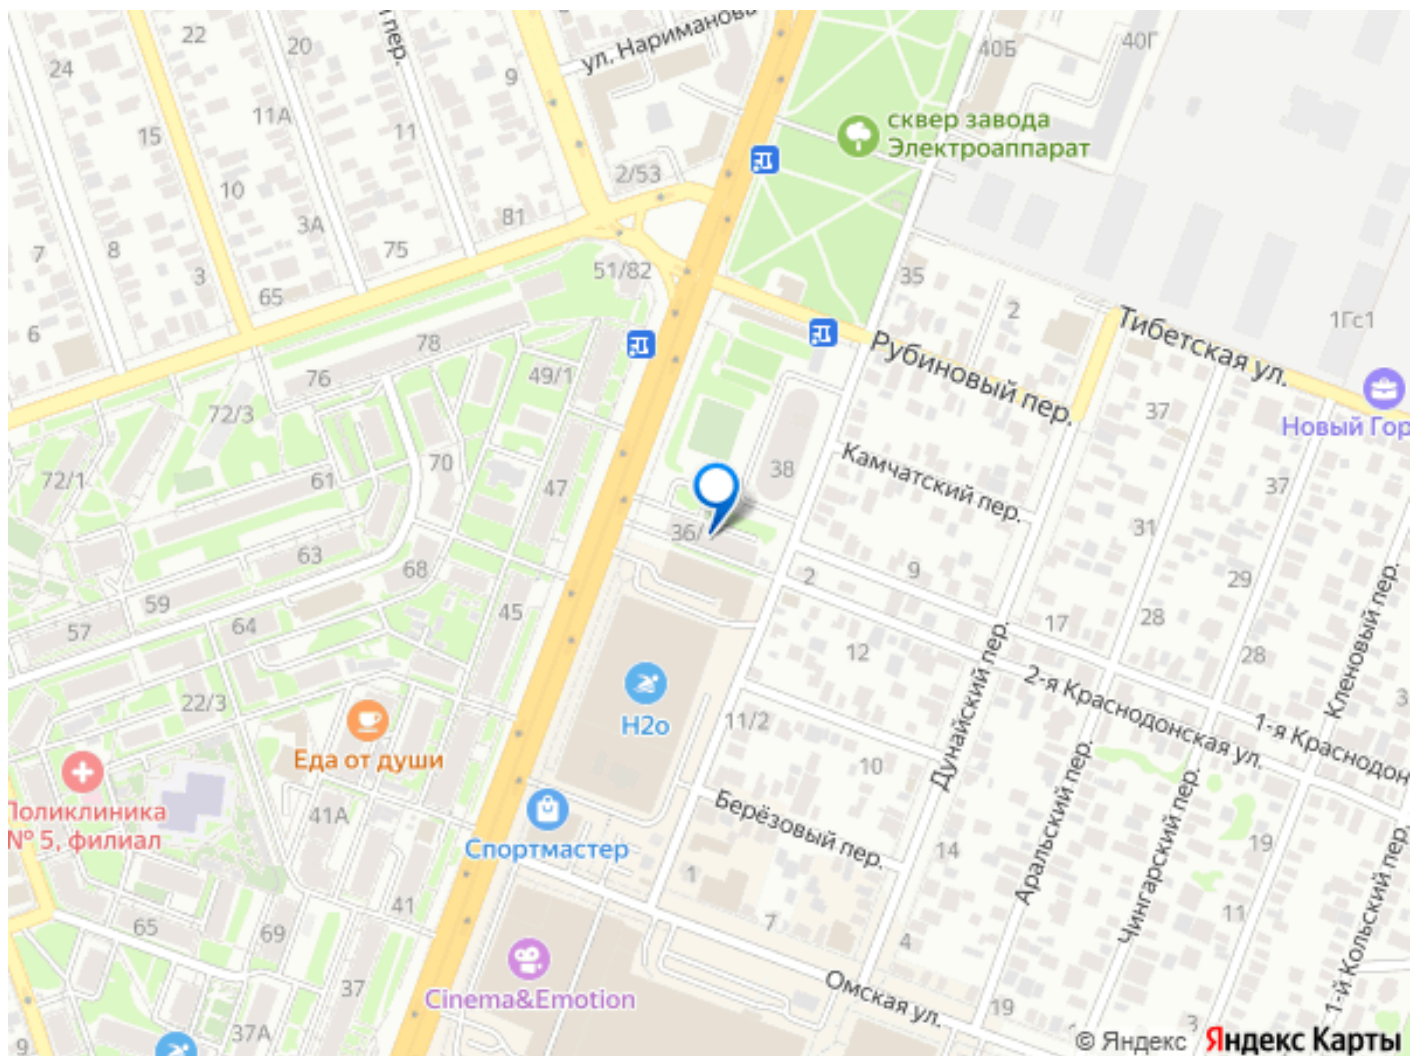 ул. Нариманова
пер.
22
20
24
9
40Б
40Г
11А
15
11
сквер завода
Электроаппарат
2/53
10
3А
81
7
8
75
3
51/82
35
65
2
1Гс1
6
78
Рубиновый пер.
Тибетская ул.
49/1
76
72/3
37
Новый Гор
Камчатский пер.
70
38
72/1
61
47
37
36/
31
63
68
2
9
29
59
45
17
28
57
64
12
28
Дунайский пер.
2-я Краснодонская ул.
Кленовый пер.
3
22/3
11/2
1-я Краснодон
H2o
Еда от души
10
Поликлиника
№ 5, филиал
41А
Берёзовый пер.
Аральский пер.
Чингарский пер.
19
Спортмастер
14
1
41
11
65
69
7
4
1-й Кольский пер.
Cinema&Emotion
37
Омская ул.
19
37А
3
9
© Яндекс Яндекс Карты